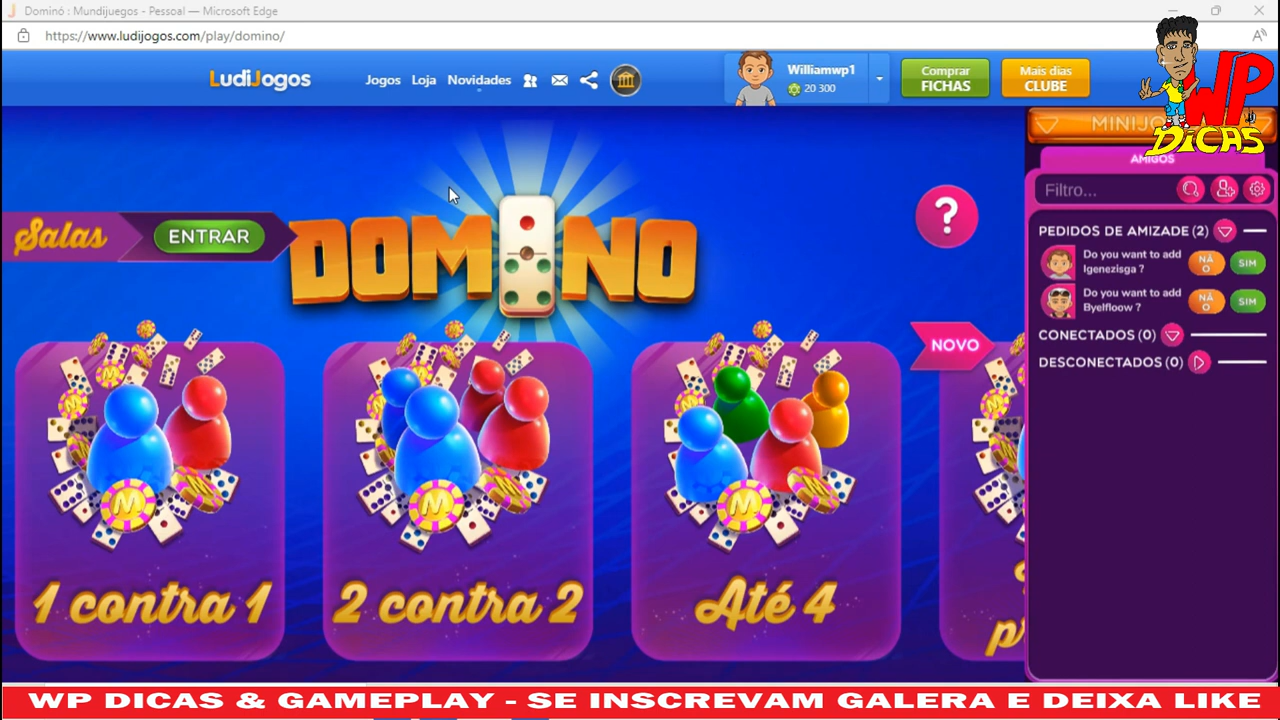 Dominó : Mundijuegos - Pessoal — Microsoft Edge
https://www.ludijogos.com/play/domino/
LudiJogos
Jogos Loja Novidades
Williamwp1
20 300
Comprar
FICHAS
Mais dias
CLUBE
WP
DiCAS
AMIGOS
Filtro...
Salas
ENTRAR
DOMINO
?
PEDIDOS DE AMIZADE (2)
Do you want to add
Igenezisga ?
NÃ
O
SIM
Do you want to add
Byelfloow ?
NÃ
O
SIM
CONECTADOS (0)
DESCONECTADOS (0)
NOVO
M
M
M
1 contra 1
2 contra 2
Até 4
WP DICAS & GAMEPLAY - SE INSCREVAM GALERA E DEIXA LIKE